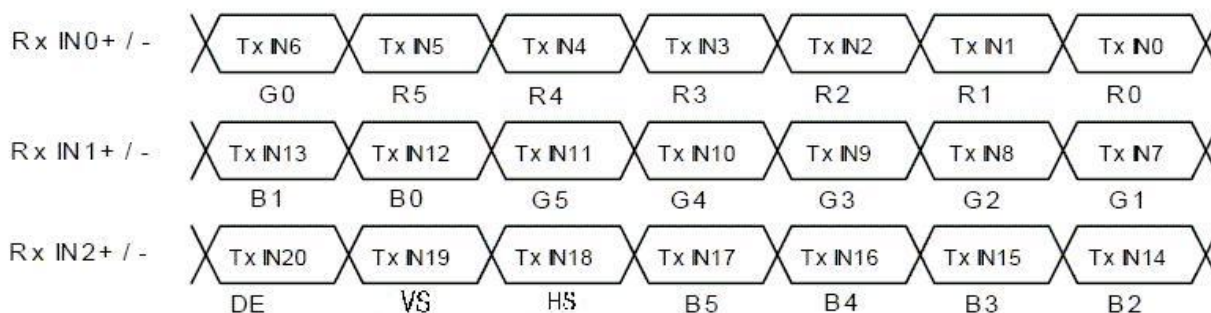 Rx IN0+ / - Tx IN6 Tx IN5 Tx IN4 Tx IN3 Tx IN2 Tx IN1 Tx IN0
G0 R5 R4 R3 R2 R1 R0
Rx IN1+ / - Tx IN13 Tx IN12 Tx IN11 Tx IN10 Tx IN9 Tx IN8 Tx IN7
B1 B0 G5 G4 G3 G2 G1
Rx IN2+ / - Tx IN20 Tx IN19 Tx IN18 Tx IN17 Tx IN16 Tx IN15 Tx IN14
DE VS HS B5 B4 B3 B2